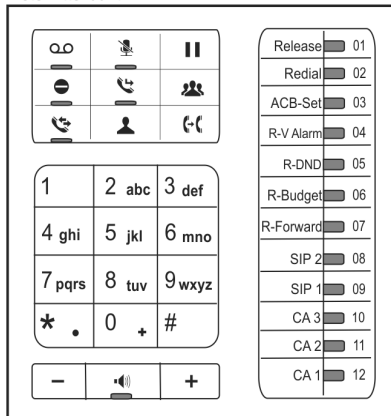 Release 01
Redial 02
ACB-Set 03
R-V Alarm 04
R-DND 05
R-Budget 06
R-Forward 07
SIP 2 08
SIP 1 09
CA 3 10
CA 2 11
CA 1 12
1 2 abc 3 def
4 ghi 5 jkl 6 mno
7 pqrs 8 tuv 9 wxyz
* . 0 + #
- +